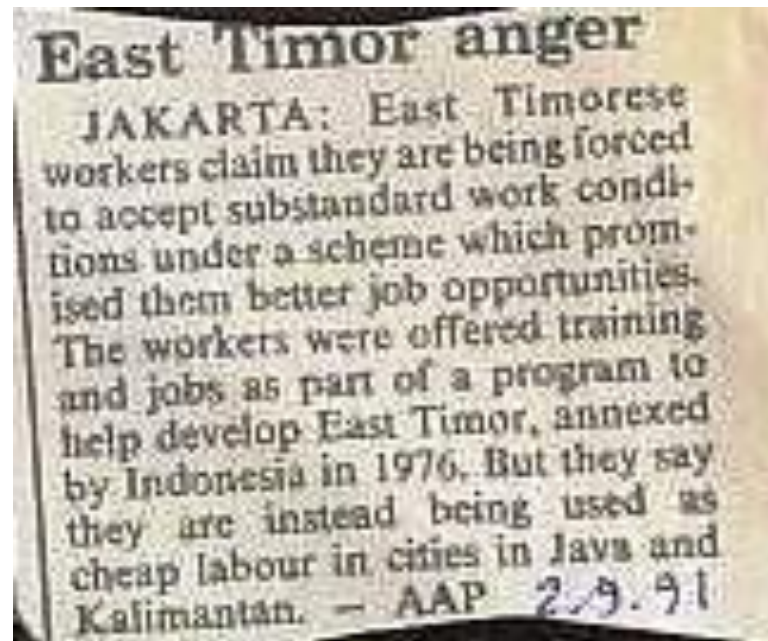 East Timor anger
JAKARTA: East Timorese
workers claim they are being forced
to accept substandard work condi-
tions under a scheme which prom-
ised them better job opportunities.
The workers were offered training
and jobs as part of a program to
help develop East Timor, annexed
by Indonesia in 1976. But they say
they are instead being used as
cheap labour in cities in Java and
Kalimantan. — AAP 2.9.91